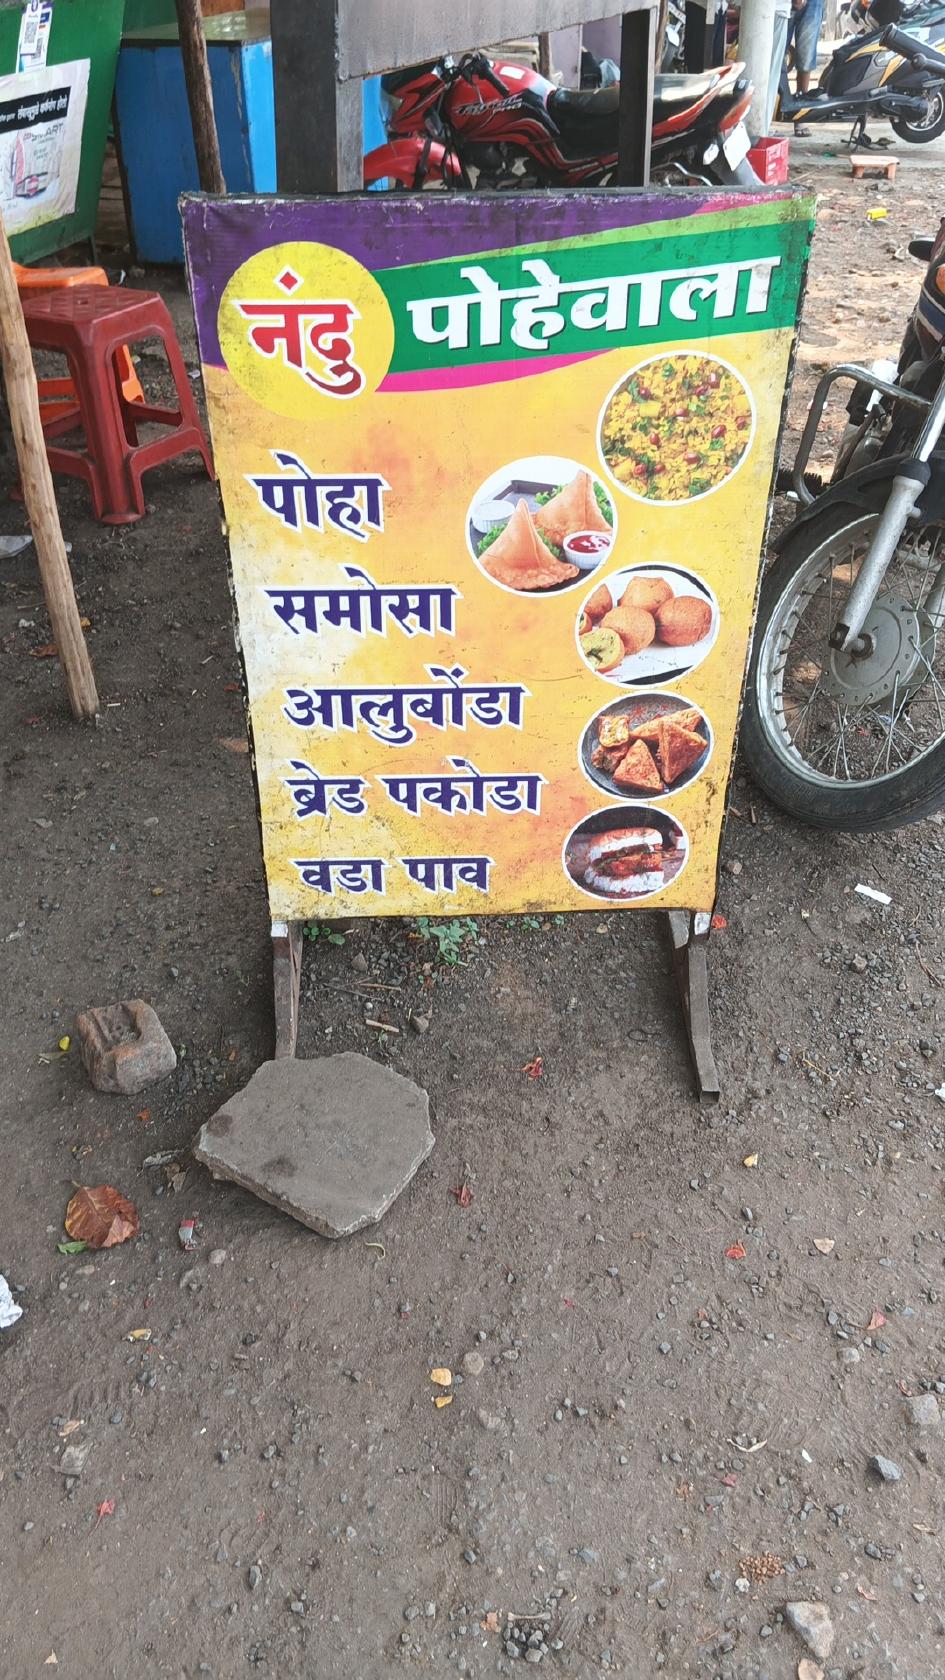 नंदु पोहेवाला
पोहा
समोसा
आलुबोंडा
ब्रेड पकोडा
वडा पाव